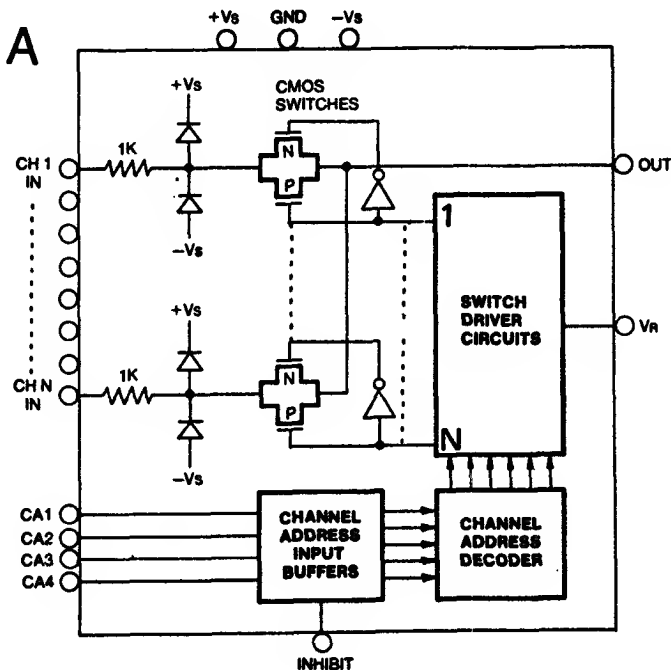 A
+Vs GND −Vs
CMOS
SWITCHES
+Vs
1K
CH 1
IN
N
P
OUT
−Vs
1
SWITCH
DRIVER
CIRCUITS
VR
+Vs
1K
CH N
IN
N
P
N
−Vs
CA1
CA2
CA3
CA4
CHANNEL
ADDRESS
INPUT
BUFFERS
CHANNEL
ADDRESS
DECODER
INHIBIT